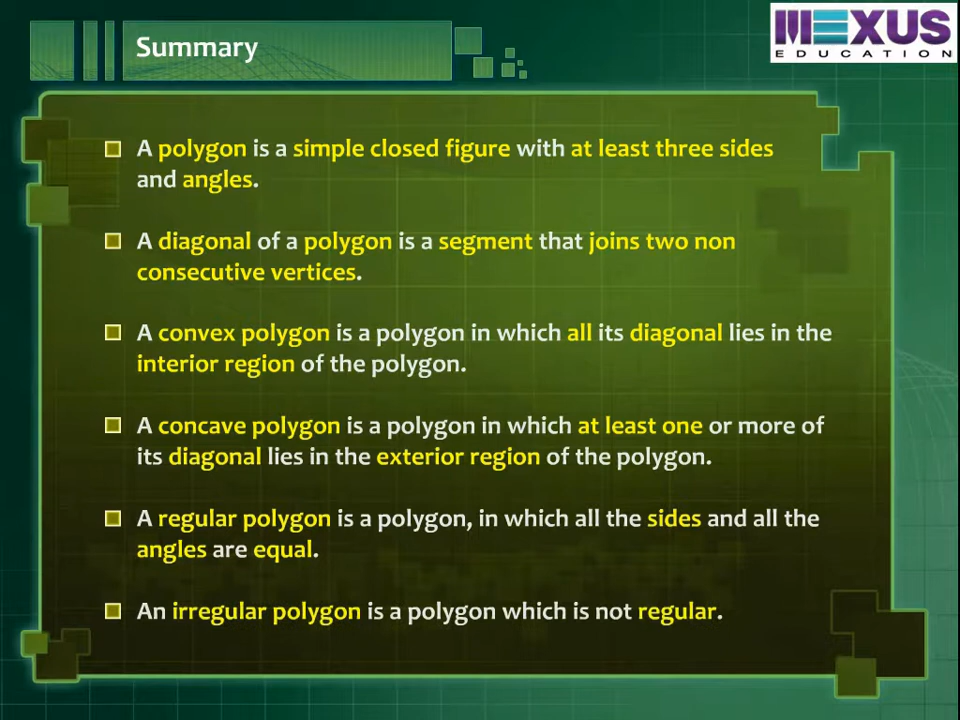 Summary
MEXUS
EDUCATION
A polygon is a simple closed figure with at least three sides
and angles.
A diagonal of a polygon is a segment that joins two non
consecutive vertices.
A convex polygon is a polygon in which all its diagonal lies in the
interior region of the polygon.
A concave polygon is a polygon in which at least one or more of
its diagonal lies in the exterior region of the polygon.
A regular polygon is a polygon, in which all the sides and all the
angles are equal.
An irregular polygon is a polygon which is not regular.